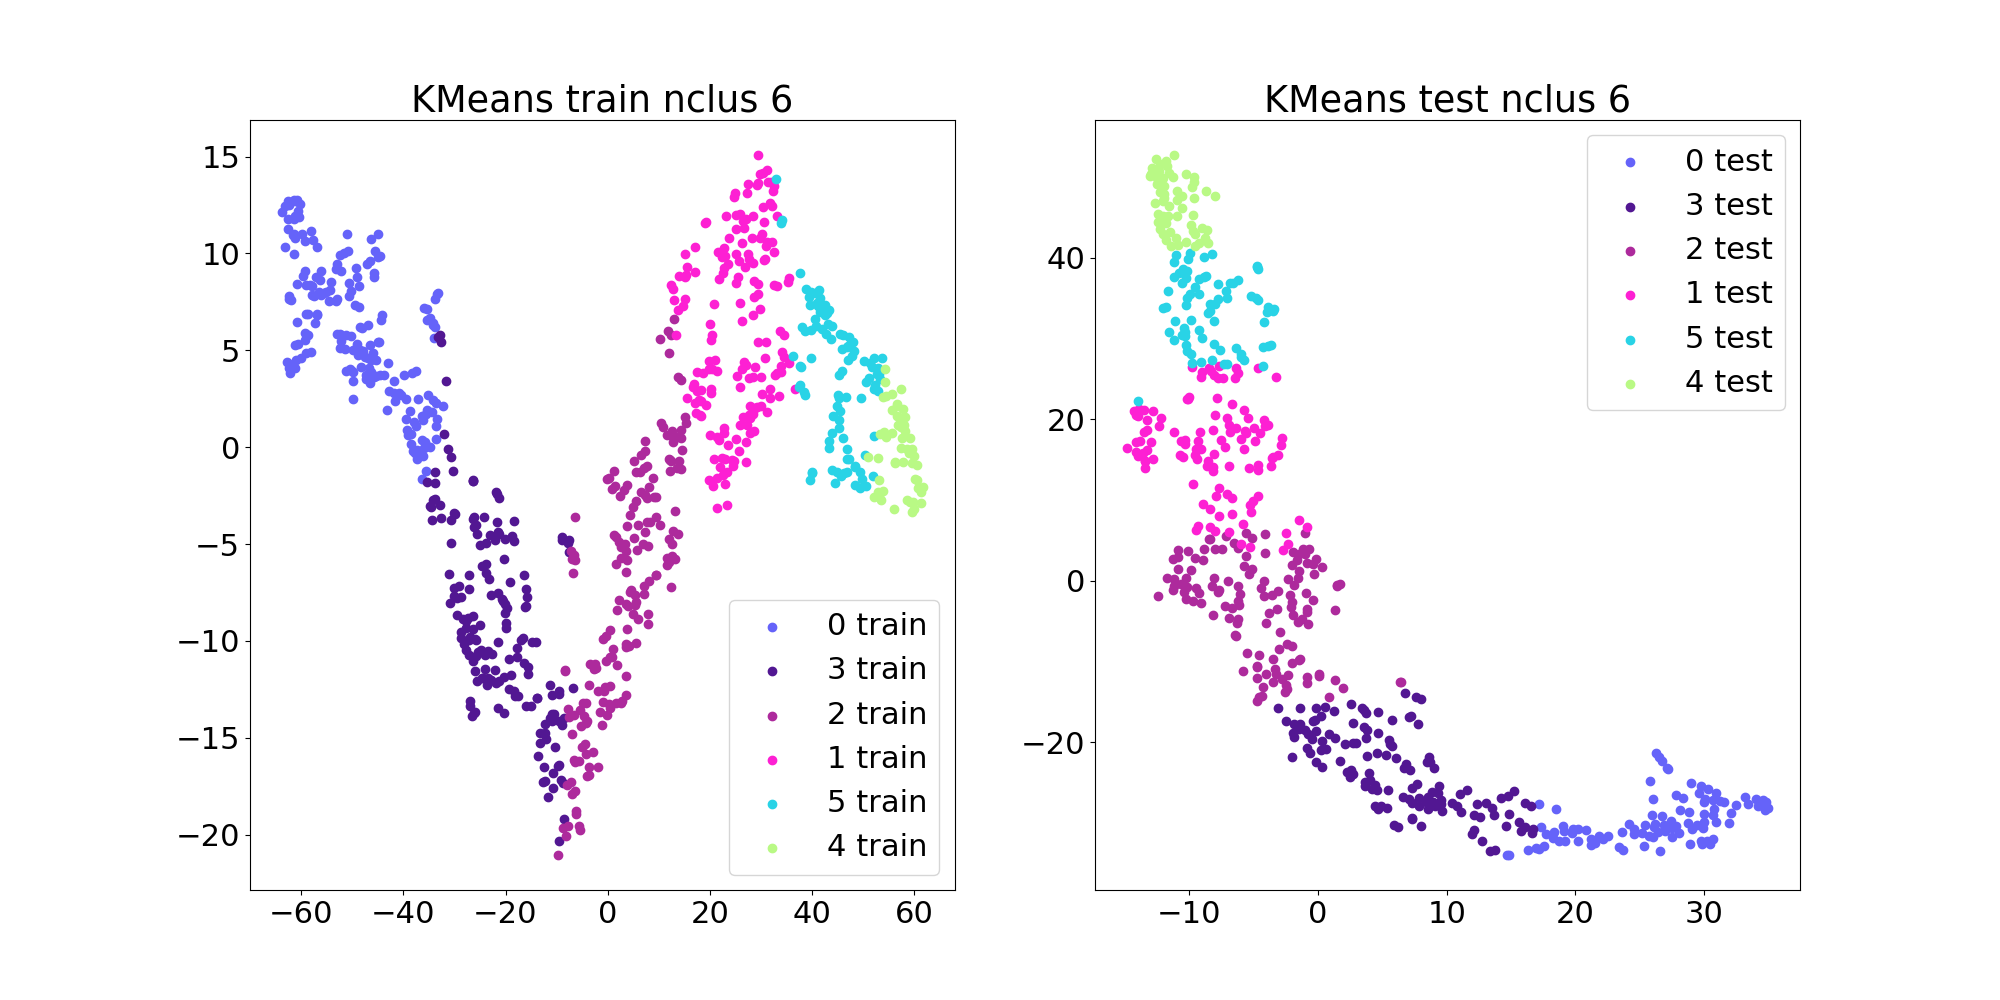 KMeans train nclus 6
15
10
5
0
−5
−10
−15
−20
−60 −40 −20 0 20 40 60
0 train
3 train
2 train
1 train
5 train
4 train
KMeans test nclus 6
40
20
0
−20
−10 0 10 20 30
0 test
3 test
2 test
1 test
5 test
4 test